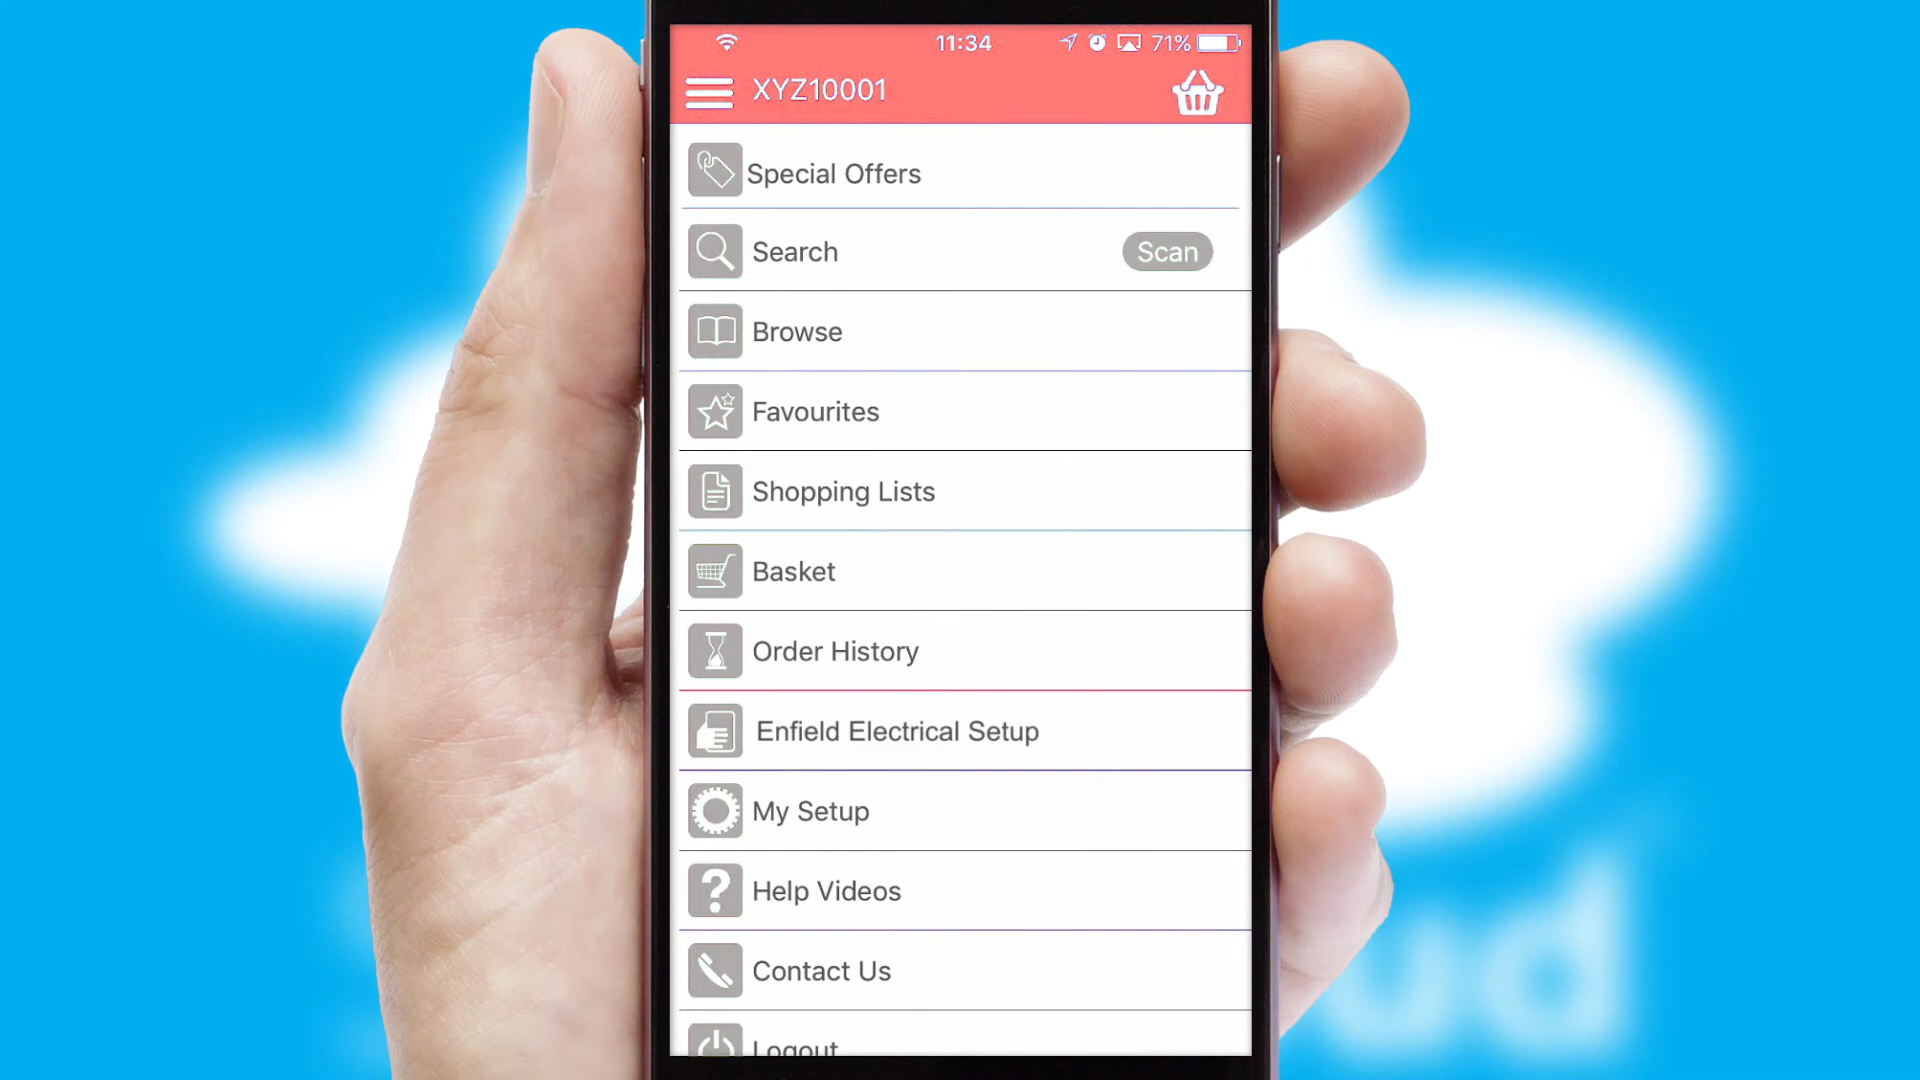 11:34
71%
XYZ10001
Special Offers
Search
Scan
Browse
Favourites
Shopping Lists
Basket
Order History
Enfield Electrical Setup
My Setup
Help Videos
Contact Us
Logout
ud